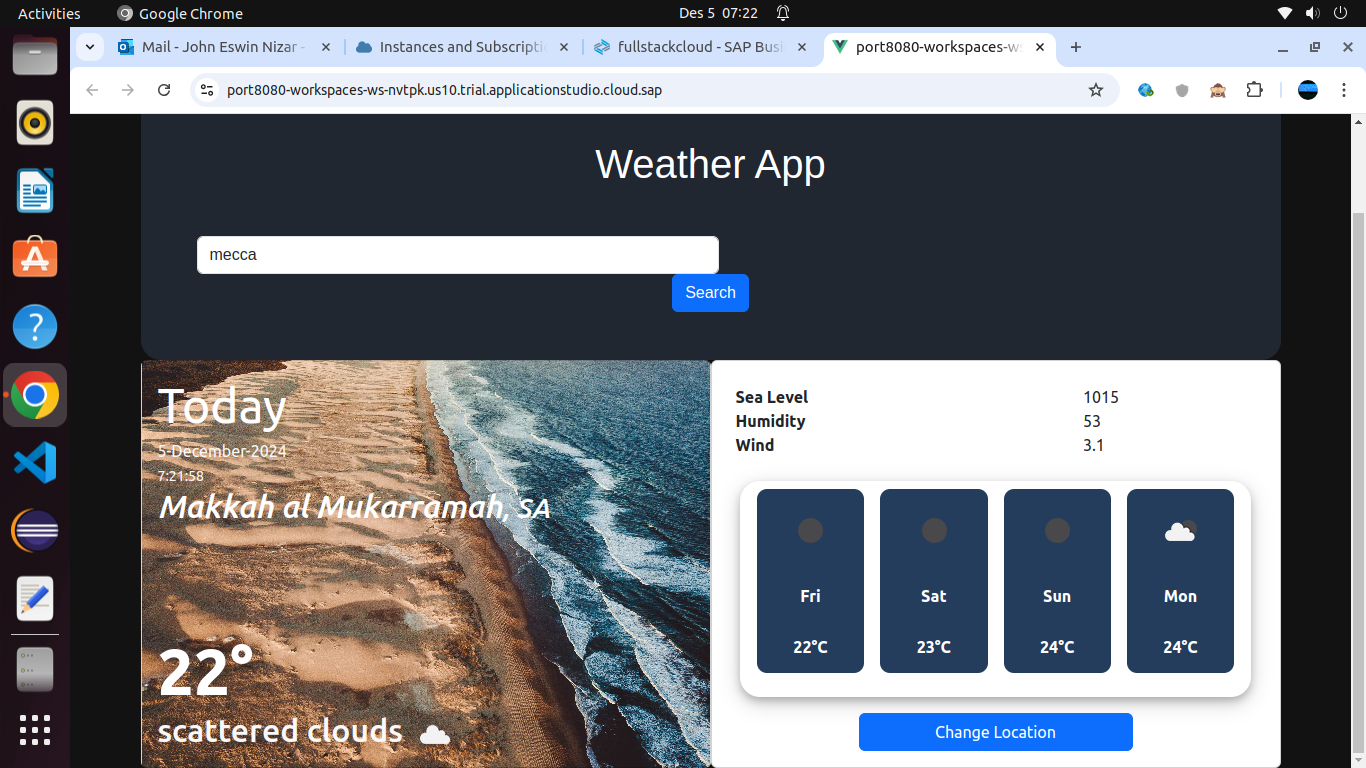 Activities
Google Chrome
Des 5 07:22
Mail - John Eswin Nizar -
Instances and Subscripti
fullstackcloud - SAP Busi
port8080-workspaces-ws
port8080-workspaces-ws-nvtpk.us10.trial.applicationstudio.cloud.sap
Weather App
mecca
Search
Today
5-December-2024
7:21:58
Makkah al Mukarramah, SA
22°
scattered clouds
Sea Level 1015
Humidity 53
Wind 3.1
Fri Sat Sun Mon
22°C 23°C 24°C 24°C
Change Location